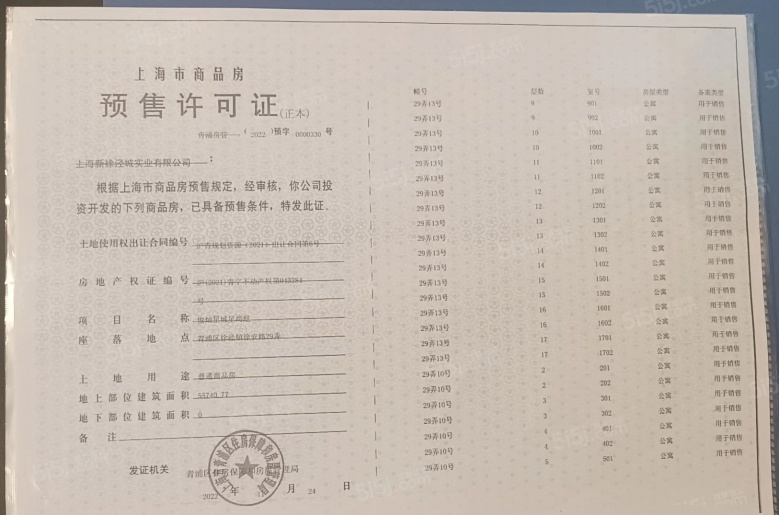 上海市商品房
预售许可证(正本)
(2022)预字 0000330 号
上海新徐泾城实业有限公司:
根据上海市商品房预售规定,经审核,你公司投
资开发的下列商品房,已具备预售条件,特发此证.
土地使用权出让合同编号
房地产权证编号
号
项目名称
座落地点
土地用途 普通商品房
地上部位建筑面积 58740.77
地下部位建筑面积 0
备注
发证机关 青浦区住房保障和房屋管理局
2022 年 月 24 日
幢号 层数 室号 房屋类型 备案类型
29弄13号 9 901 公寓 用于销售
29弄13号 9 902 公寓 用于销售
29弄13号 10 1001 公寓 用于销售
29弄13号 10 1002 公寓 用于销售
29弄13号 11 1101 公寓 用于销售
29弄13号 11 1102 公寓 用于销售
29弄13号 12 1201 公寓 用于销售
29弄13号 12 1202 公寓 用于销售
29弄13号 13 1301 公寓 用于销售
29弄13号 13 1302 公寓 用于销售
29弄13号 14 1401 公寓 用于销售
29弄13号 14 1402 公寓 用于销售
29弄13号 15 1501 公寓 用于销售
29弄13号 15 1502 公寓 用于销售
29弄13号 16 1601 公寓 用于销售
29弄13号 16 1602 公寓 用于销售
29弄13号 17 1701 公寓 用于销售
29弄13号 17 1702 公寓 用于销售
29弄10号 2 201 公寓 用于销售
29弄10号 2 202 公寓 用于销售
29弄10号 3 301 公寓 用于销售
29弄10号 3 302 公寓 用于销售
29弄10号 4 401 公寓 用于销售
29弄10号 4 402 公寓 用于销售
29弄10号 5 501 公寓 用于销售